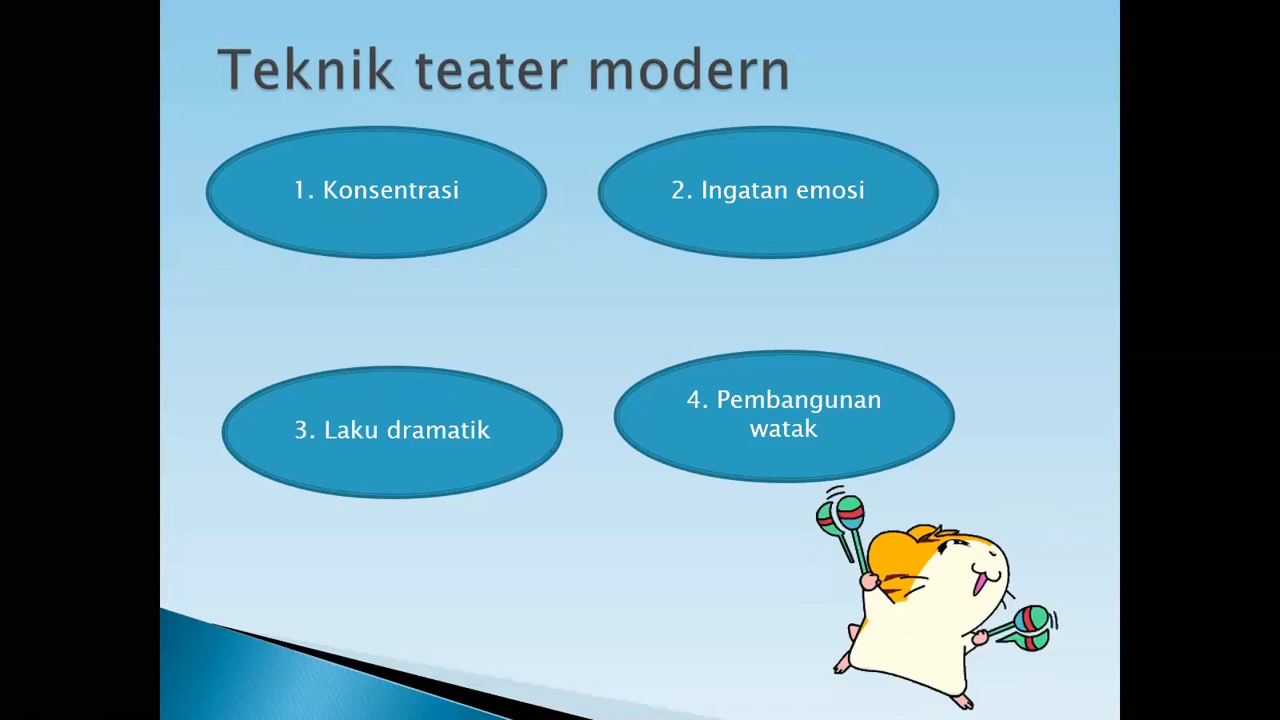 Teknik teater modern
1. Konsentrasi
2. Ingatan emosi
3. Laku dramatik
4. Pembangunan
watak